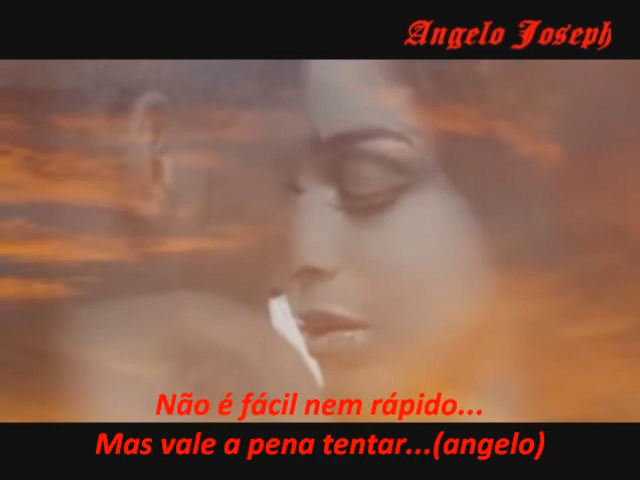 Angelo Joseph
Não é fácil nem rápido...
Mas vale a pena tentar...(angelo)